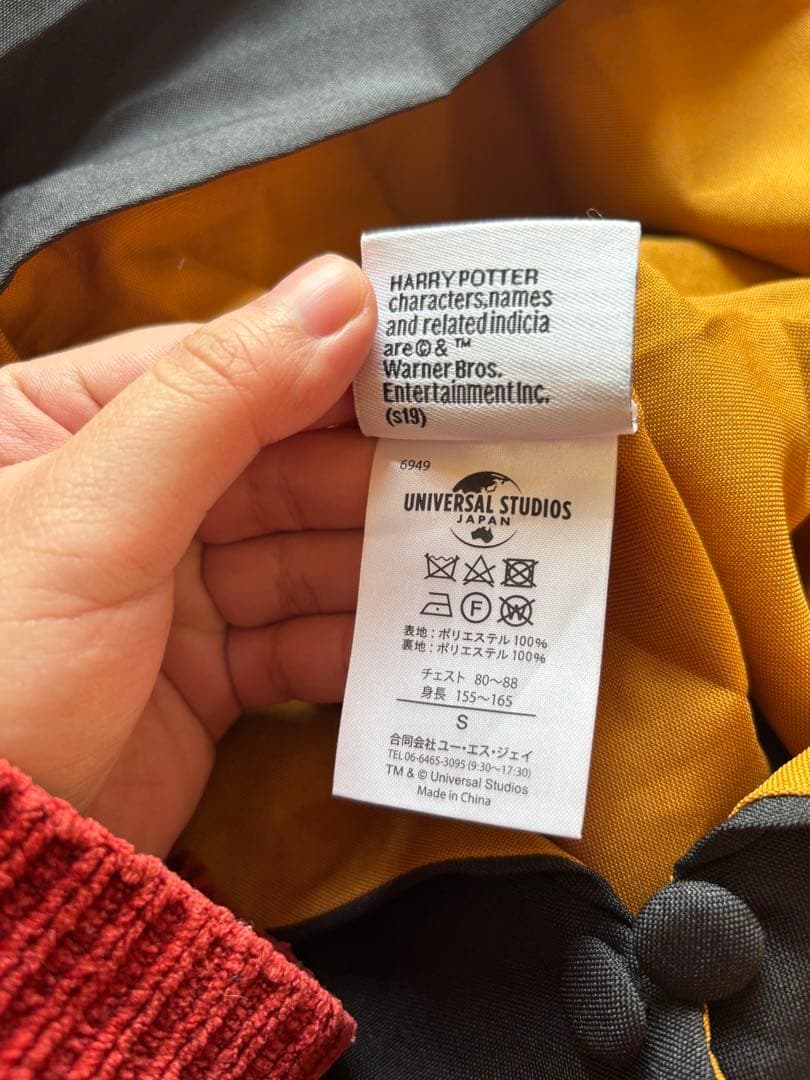 HARRY POTTER
characters,names
and related indicia
are © & ™
Warner Bros.
Entertainment Inc.
(s19)
6949
UNIVERSAL STUDIOS
JAPAN
F
W
表地：ポリエステル 100%
裏地：ポリエステル 100%
チェスト 80～88
身長 155～165
S
合同会社ユー・エス・ジェイ
TEL 06-6465-3095 (9:30～17:30)
TM & © Universal Studios
Made in China